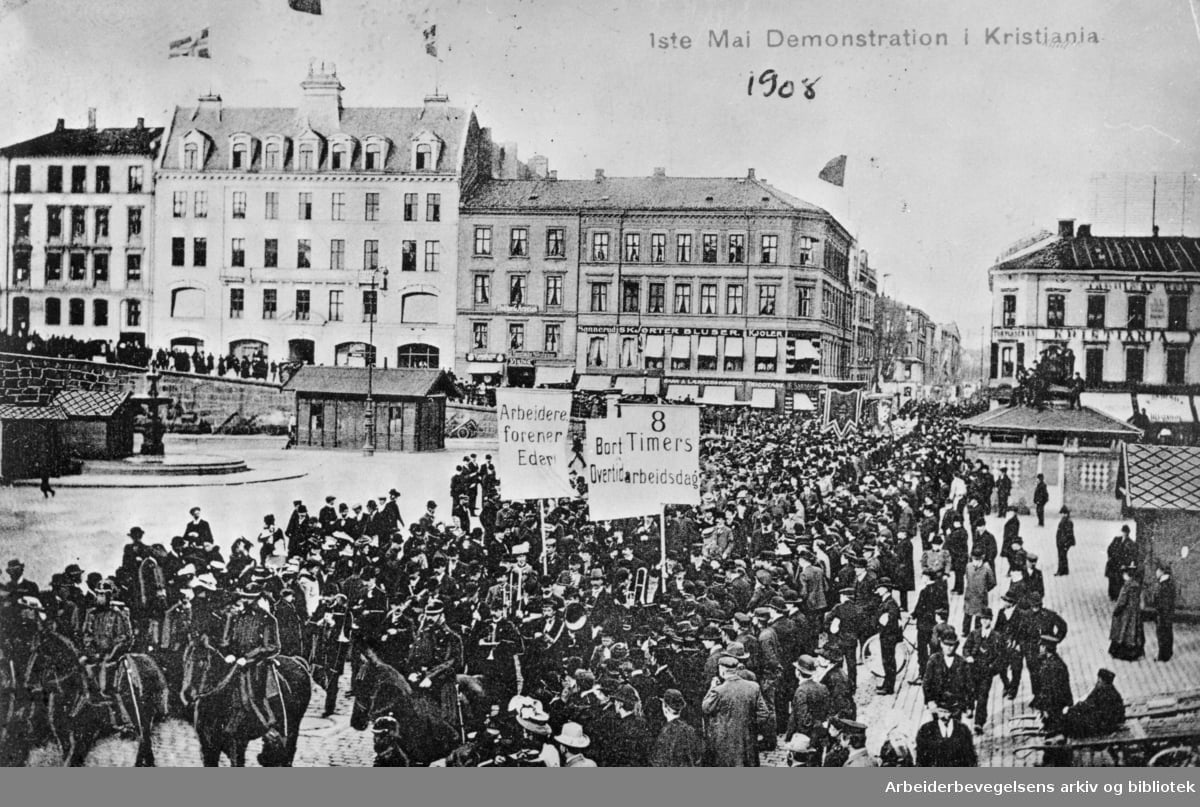 1ste Mai Demonstration i Kristiania
1908
Sønnerud
SKJORTER BLUSER.
KJOLER
Arbeidere
forener
Eder
8
Bort Timers
Overtid arbeidsdag
Arbeiderbevegelsens arkiv og bibliotek